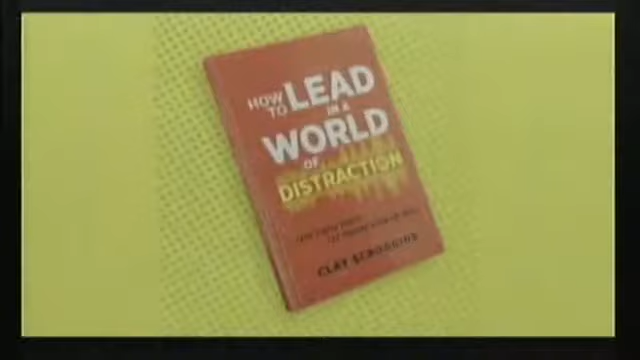 HOW TO LEAD
IN A
WORLD
OF
DISTRACTION
CLAY SCROGGINS